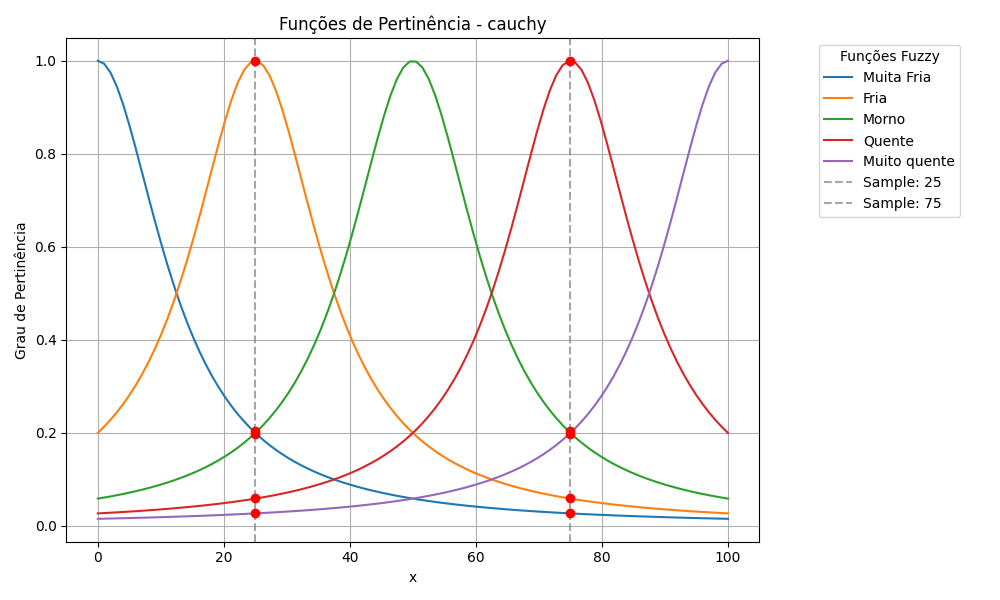 Funções de Pertinência - cauchy
Funções Fuzzy
Muita Fria
Fria
Morno
Quente
Muito quente
Sample: 25
Sample: 75
Grau de Pertinência
1.0
0.8
0.6
0.4
0.2
0.0
0 20 40 60 80 100
x